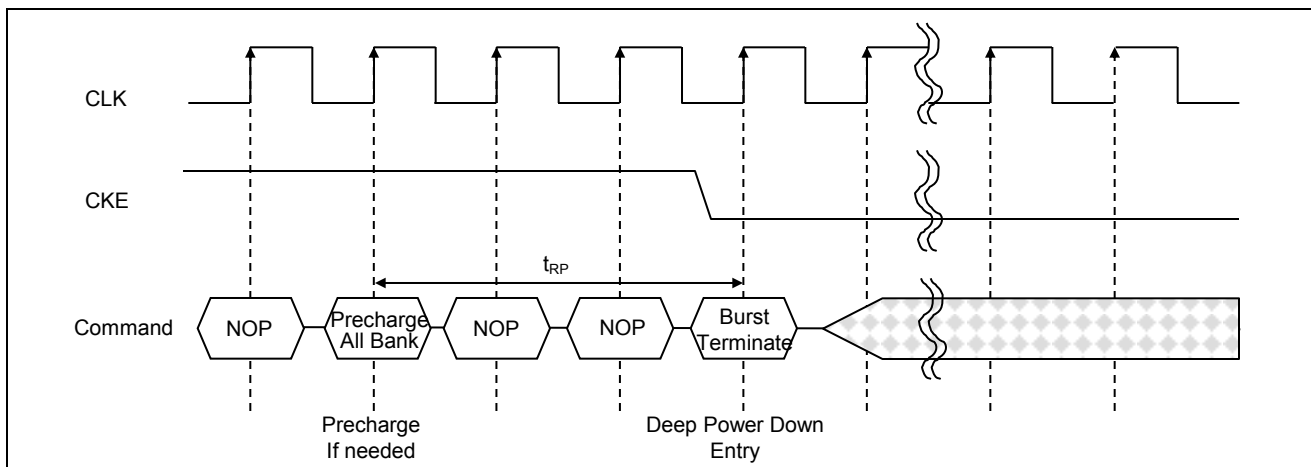 CLK
CKE
tRP
Command
NOP
Precharge
All Bank
NOP
NOP
Burst
Terminate
Precharge
If needed
Deep Power Down
Entry